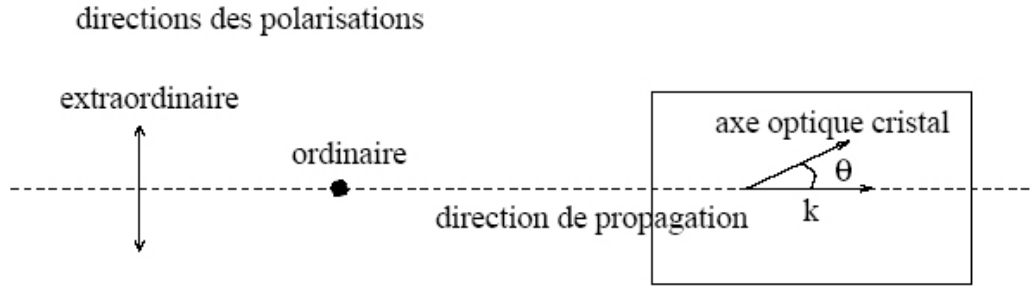 directions des polarisations
extraordinaire
ordinaire
direction de propagation
axe optique cristal
θ
k